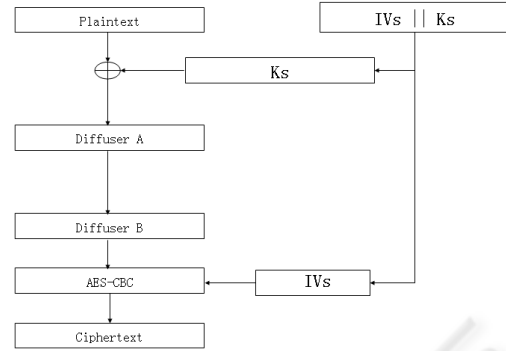 Plaintext
IVs || Ks
Ks
Diffuser A
Diffuser B
AES-CBC
IVs
Ciphertext